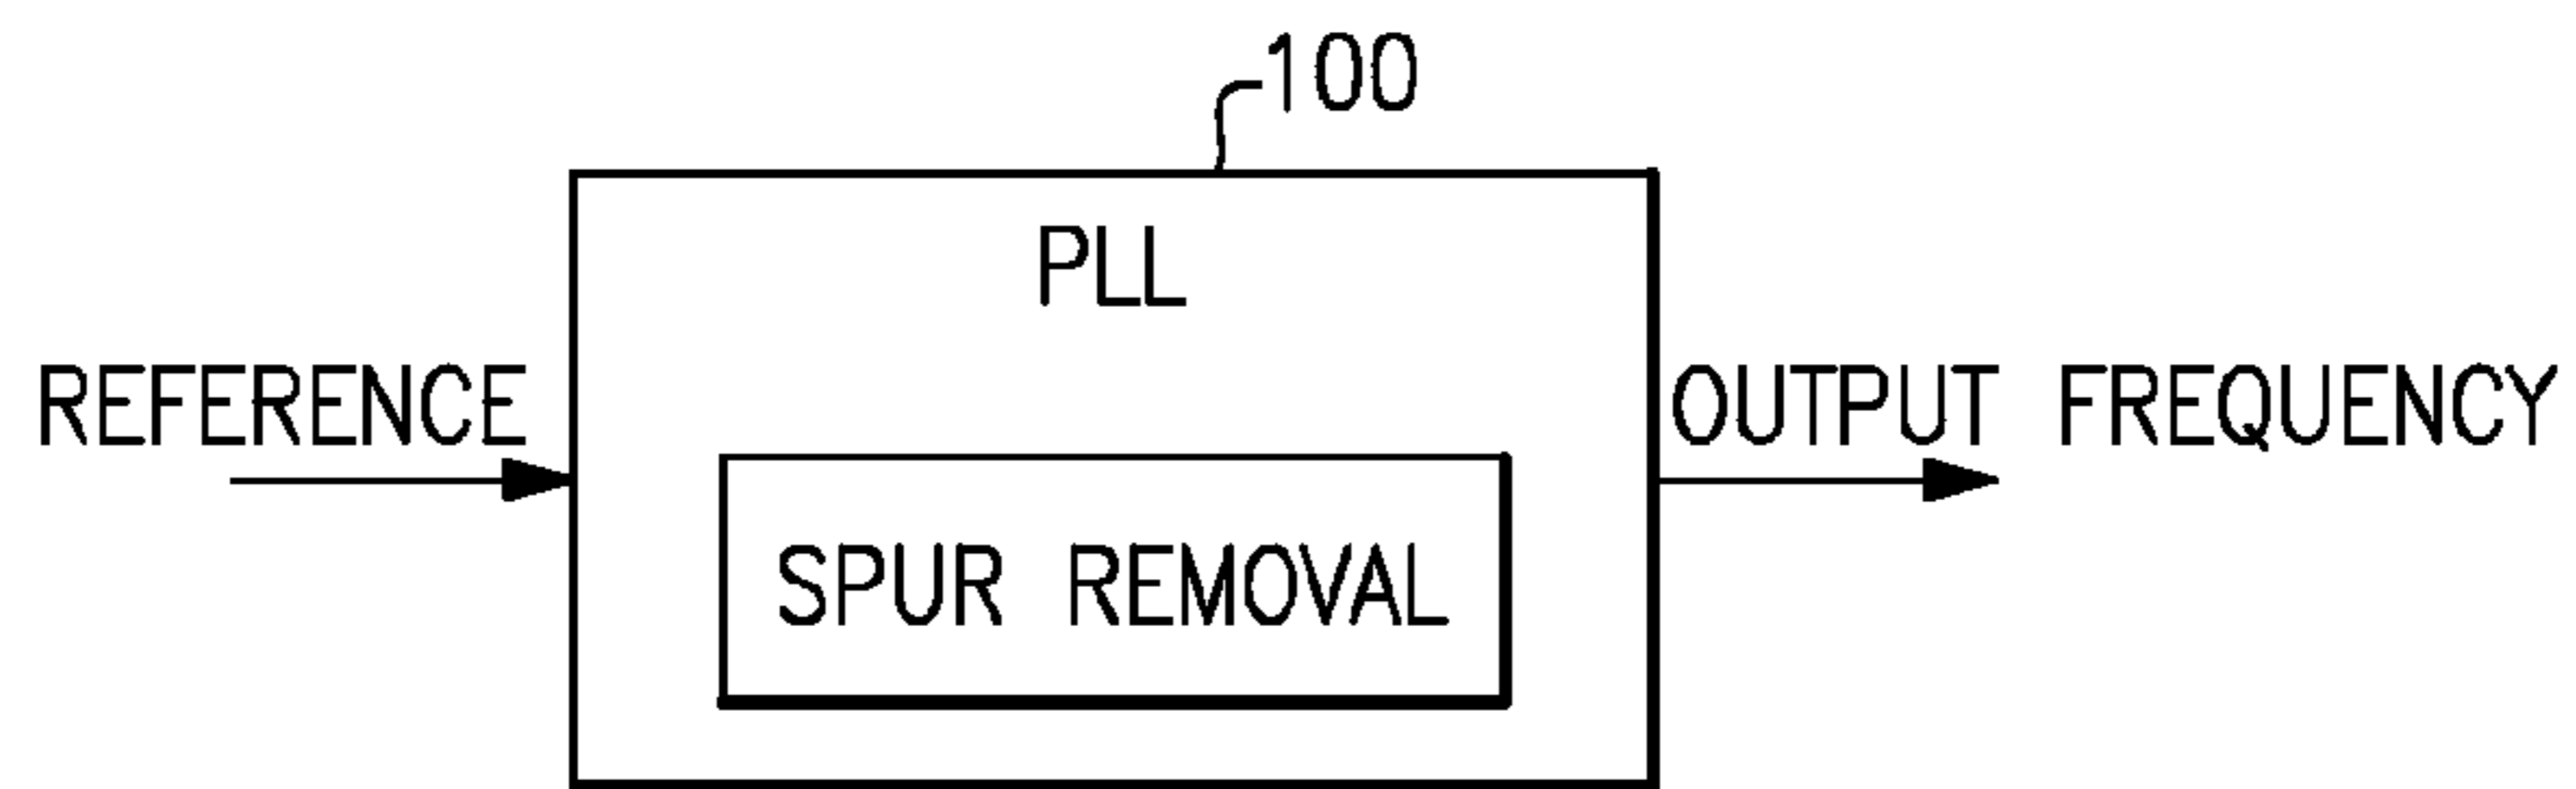 100
PLL
REFERENCE
OUTPUT FREQUENCY
SPUR REMOVAL